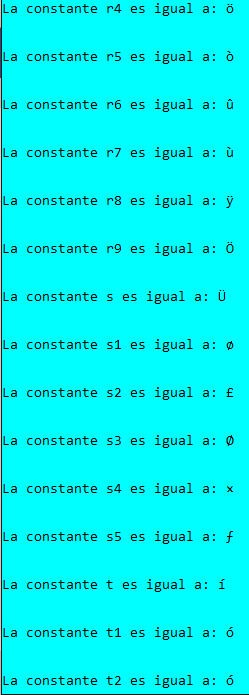 La constante r4 es igual a: ö
La constante r5 es igual a: ò
La constante r6 es igual a: û
La constante r7 es igual a: ù
La constante r8 es igual a: ÿ
La constante r9 es igual a: Ö
La constante s es igual a: Ü
La constante s1 es igual a: ø
La constante s2 es igual a: £
La constante s3 es igual a: Ø
La constante s4 es igual a: ×
La constante s5 es igual a: ƒ
La constante t es igual a: í
La constante t1 es igual a: ó
La constante t2 es igual a: ó